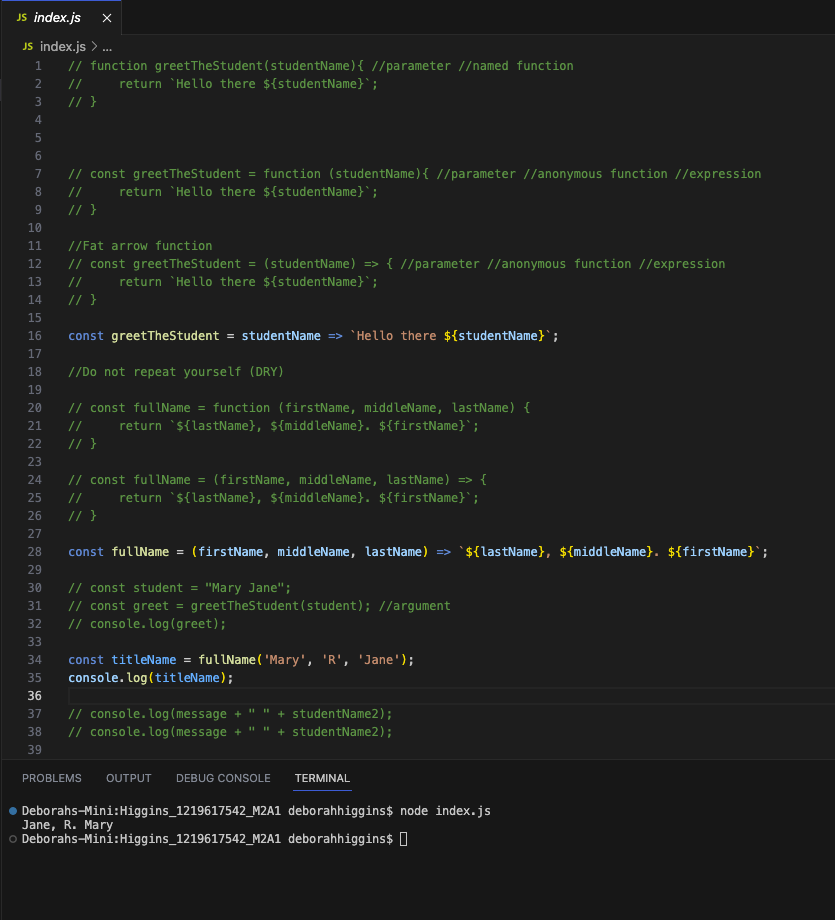 JS index.js ×
JS index.js > ...
1 // function greetTheStudent(studentName){ //parameter //named function
2 //     return `Hello there ${studentName}`;
3 // }
4
5
6
7 // const greetTheStudent = function (studentName){ //parameter //anonymous function //expression
8 //     return `Hello there ${studentName}`;
9 // }
10
11 //Fat arrow function
12 // const greetTheStudent = (studentName) => { //parameter //anonymous function //expression
13 //     return `Hello there ${studentName}`;
14 // }
15
16 const greetTheStudent = studentName => `Hello there ${studentName}`;
17
18 //Do not repeat yourself (DRY)
19
20 // const fullName = function (firstName, middleName, lastName) {
21 //     return `${lastName}, ${middleName}. ${firstName}`;
22 // }
23
24 // const fullName = (firstName, middleName, lastName) => {
25 //     return `${lastName}, ${middleName}. ${firstName}`;
26 // }
27
28 const fullName = (firstName, middleName, lastName) => `${lastName}, ${middleName}. ${firstName}`;
29
30 // const student = "Mary Jane";
31 // const greet = greetTheStudent(student); //argument
32 // console.log(greet);
33
34 const titleName = fullName('Mary', 'R', 'Jane');
35 console.log(titleName);
36
37 // console.log(message + " " + studentName2);
38 // console.log(message + " " + studentName2);
39
PROBLEMS OUTPUT DEBUG CONSOLE TERMINAL
Deborahs-Mini:Higgins_1219617542_M2A1 deborahhiggins$ node index.js
Jane, R. Mary
Deborahs-Mini:Higgins_1219617542_M2A1 deborahhiggins$